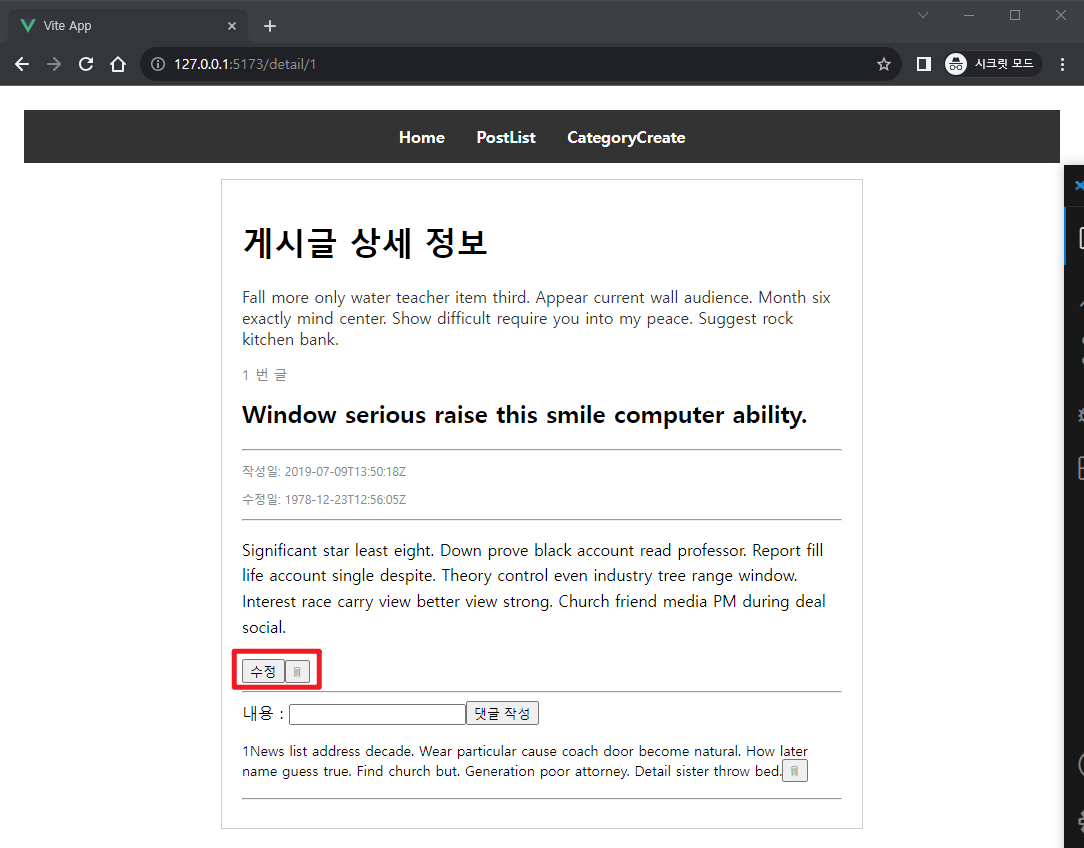 Vite App
127.0.0.1:5173/detail/1
시크릿 모드
Home PostList CategoryCreate
게시글 상세 정보
Fall more only water teacher item third. Appear current wall audience. Month six
exactly mind center. Show difficult require you into my peace. Suggest rock
kitchen bank.
1 번 글
Window serious raise this smile computer ability.
작성일: 2019-07-09T13:50:18Z
수정일: 1978-12-23T12:56:05Z
Significant star least eight. Down prove black account read professor. Report fill
life account single despite. Theory control even industry tree range window.
Interest race carry view better view strong. Church friend media PM during deal
social.
수정
내용 : 댓글 작성
1News list address decade. Wear particular cause coach door become natural. How later
name guess true. Find church but. Generation poor attorney. Detail sister throw bed.